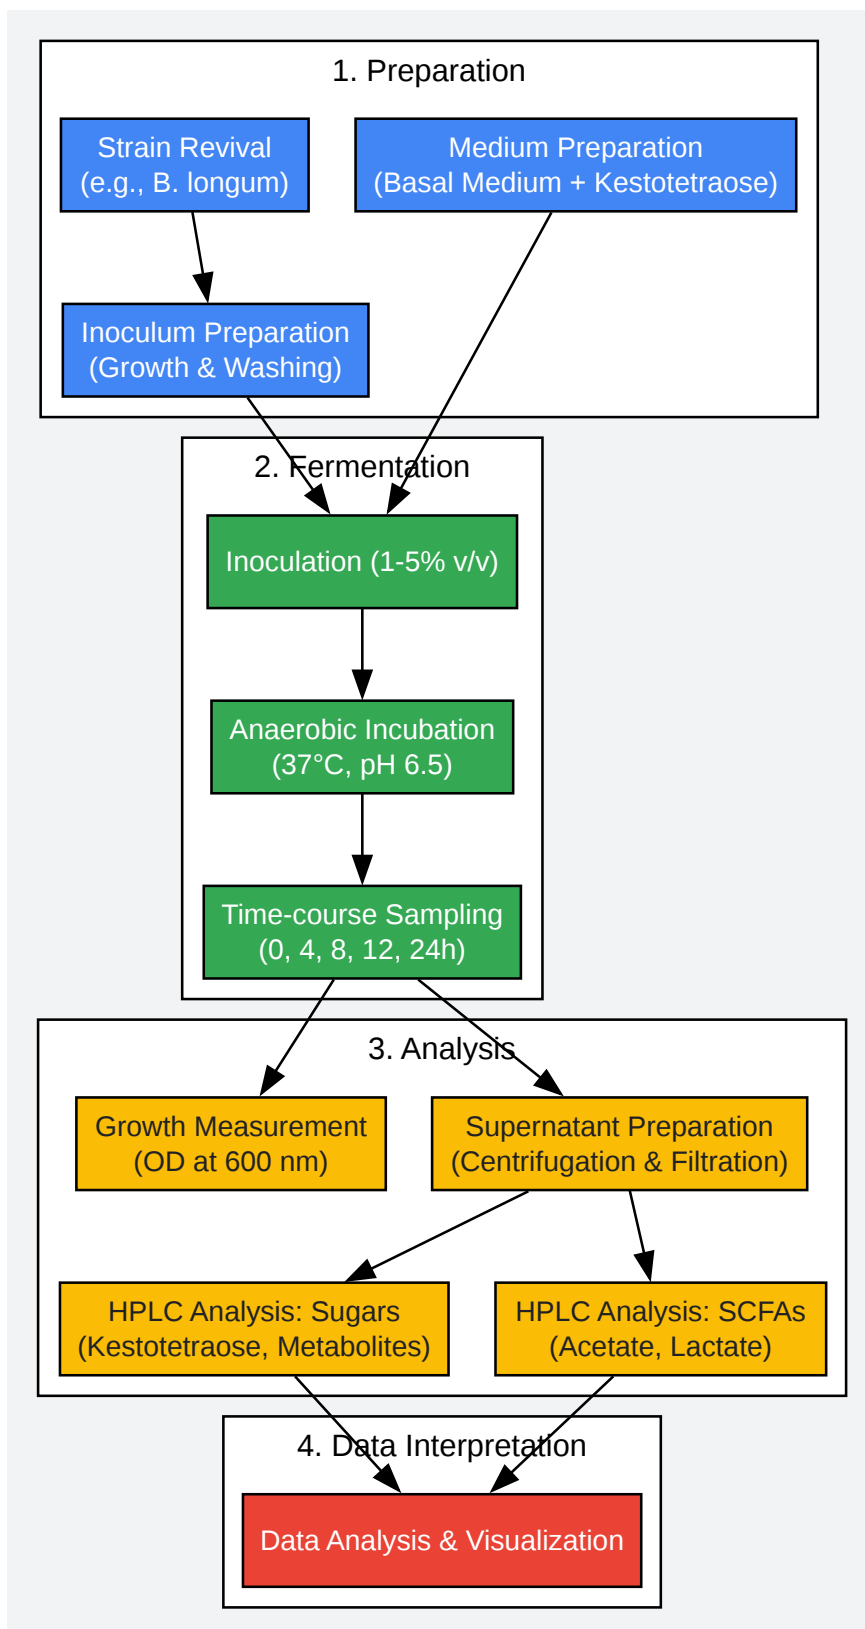 1. Preparation
Strain Revival
(e.g., B. longum)
Medium Preparation
(Basal Medium + Kestotetraose)
Inoculum Preparation
(Growth & Washing)
2. Fermentation
Inoculation (1-5% v/v)
Anaerobic Incubation
(37°C, pH 6.5)
Time-course Sampling
(0, 4, 8, 12, 24h)
3. Analysis
Growth Measurement
(OD at 600 nm)
Supernatant Preparation
(Centrifugation & Filtration)
HPLC Analysis: Sugars
(Kestotetraose, Metabolites)
HPLC Analysis: SCFAs
(Acetate, Lactate)
4. Data Interpretation
Data Analysis & Visualization